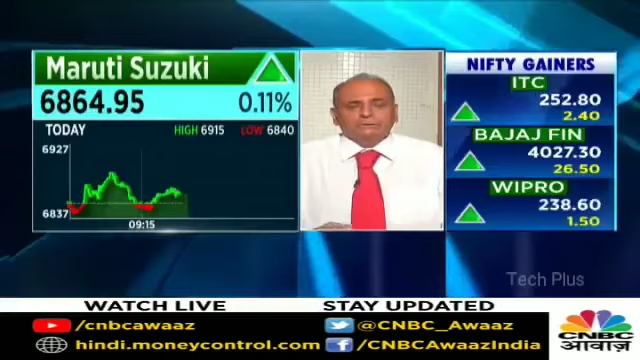 Maruti Suzuki
6864.95 0.11%
TODAY HIGH 6915 LOW 6840
6927
6837
09:15
NIFTY GAINERS
ITC
252.80
2.40
BAJAJ FIN
4027.30
26.50
WIPRO
238.60
1.50
Tech Plus
WATCH LIVE STAY UPDATED
/cnbcawaaz @CNBC_Awaaz
hindi.moneycontrol.com /CNBCAwaazIndia
CNBC
आवाज़